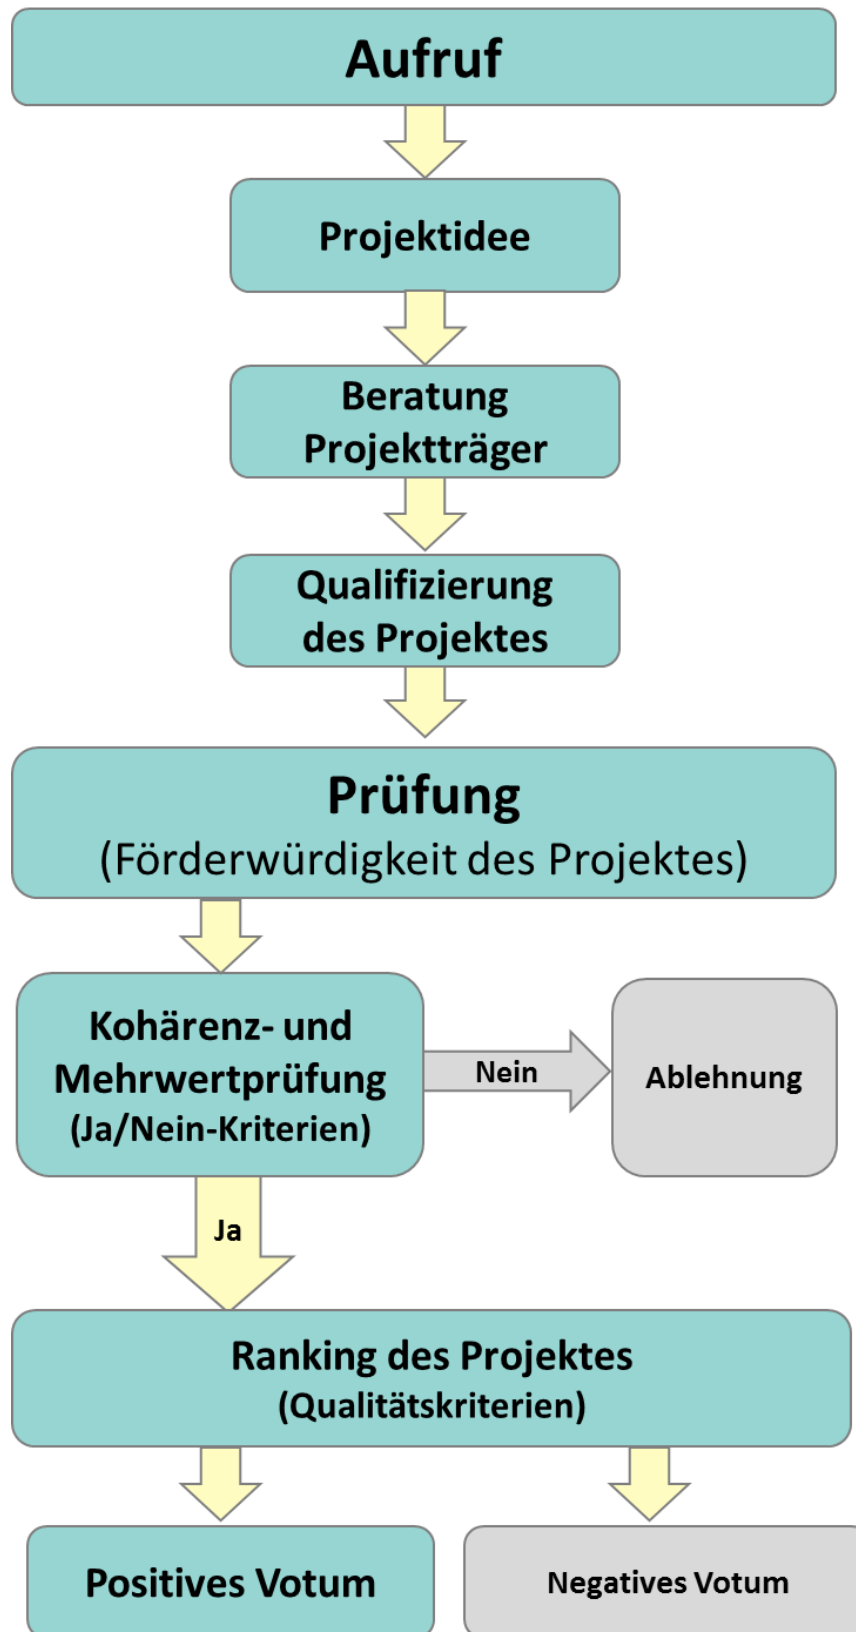 Aufruf
Projektidee
Beratung
Projektträger
Qualifizierung
des Projektes
Prüfung
(Förderwürdigkeit des Projektes)
Kohärenz- und
Mehrwertprüfung
(Ja/Nein-Kriterien)
Nein
Ablehnung
Ja
Ranking des Projektes
(Qualitätskriterien)
Positives Votum
Negatives Votum